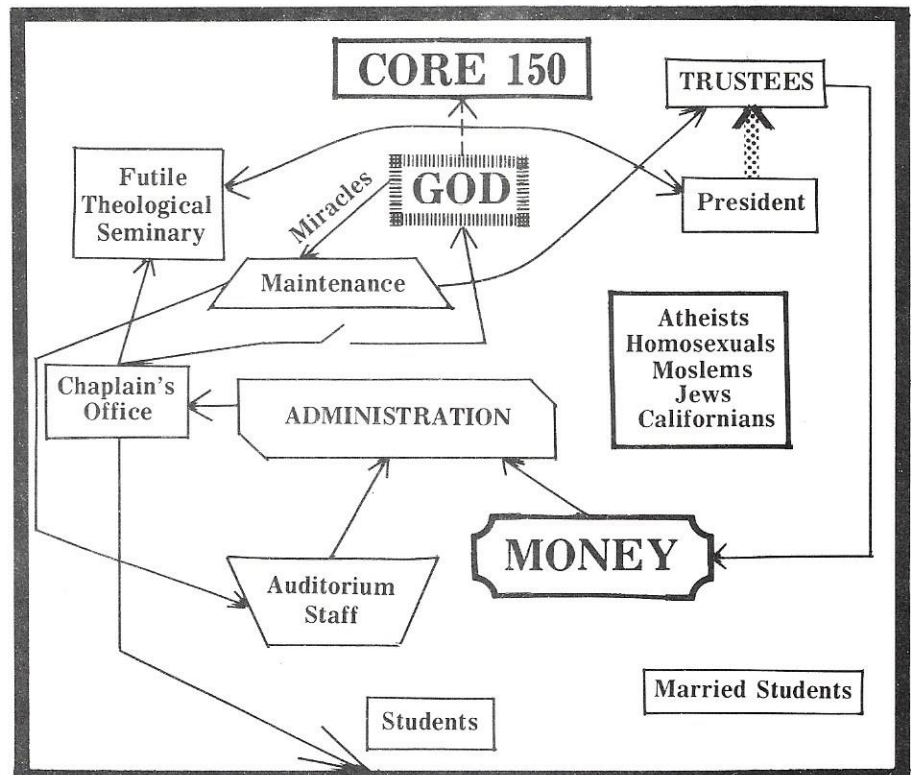 CORE 150
TRUSTEES
Futile
Theological
Seminary
Miracles
GOD
President
Maintenance
Atheists
Homosexuals
Moslems
Jews
Californians
Chaplain's
Office
ADMINISTRATION
MONEY
Auditorium
Staff
Married Students
Students